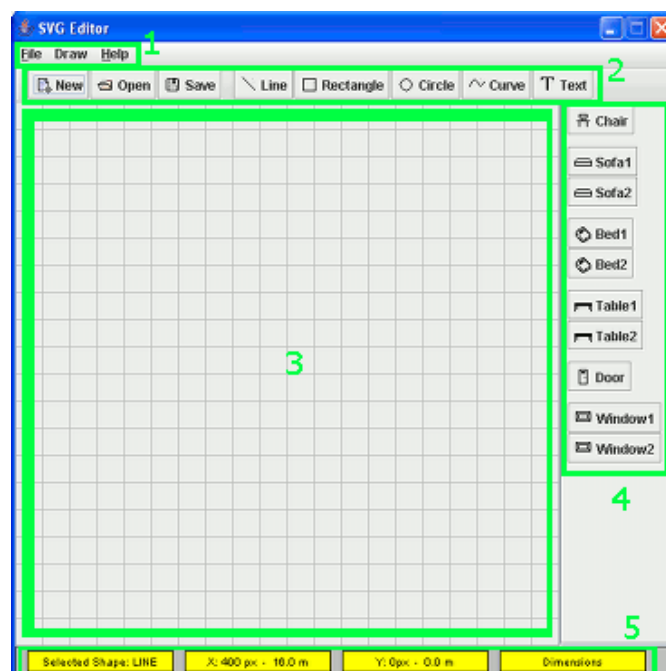 SVG Editor
File Draw Help
1
2
New Open Save Line Rectangle Circle Curve Text
Chair
Sofa1
Sofa2
Bed1
Bed2
Table1
Table2
Door
Window1
Window2
3
4
5
Selected Shape: LINE X: 400 px - 16.0 m Y: 0px - 0.0 m Dimensions